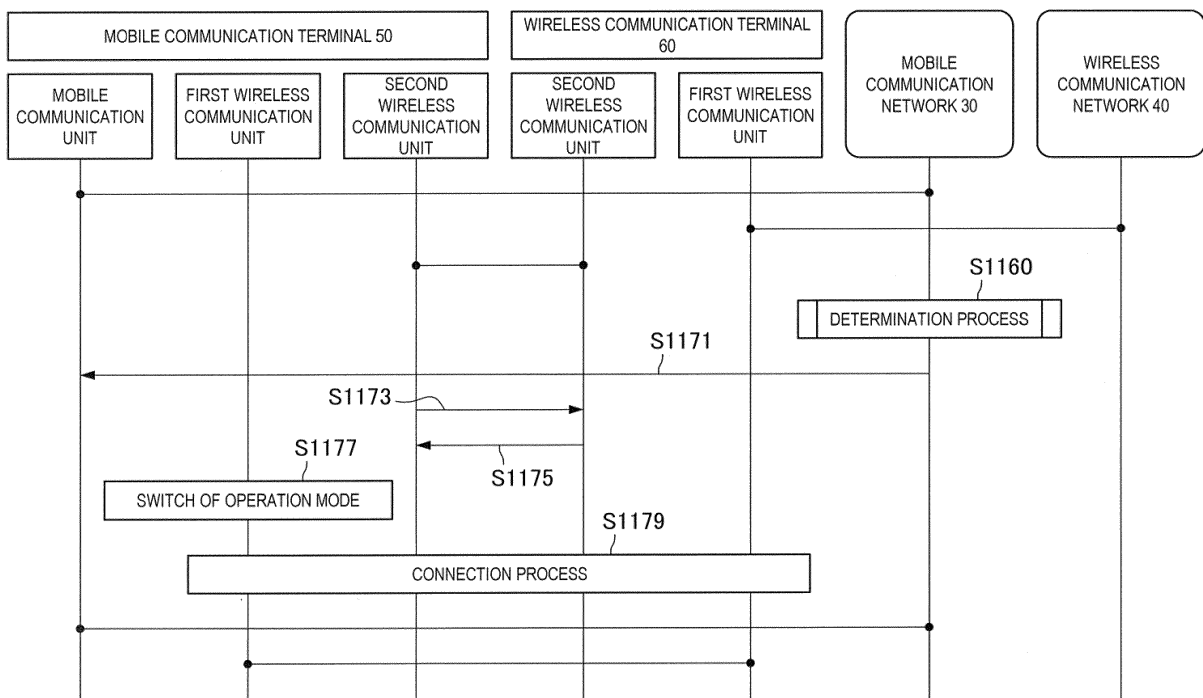 MOBILE COMMUNICATION TERMINAL 50
WIRELESS COMMUNICATION TERMINAL
60
MOBILE
COMMUNICATION
NETWORK 30
WIRELESS
COMMUNICATION
NETWORK 40
MOBILE
COMMUNICATION
UNIT
FIRST WIRELESS
COMMUNICATION
UNIT
SECOND
WIRELESS
COMMUNICATION
UNIT
SECOND
WIRELESS
COMMUNICATION
UNIT
FIRST WIRELESS
COMMUNICATION
UNIT
S1160
DETERMINATION PROCESS
S1171
S1173
S1175
S1177
SWITCH OF OPERATION MODE
S1179
CONNECTION PROCESS